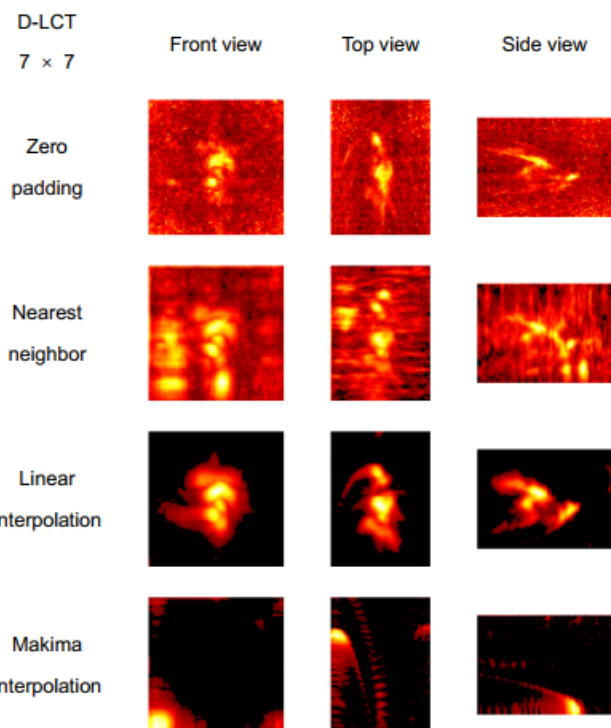 D-LCT
7 × 7
Front view
Top view
Side view
Zero
padding
Nearest
neighbor
Linear
nterpolation
Makima
nterpolation